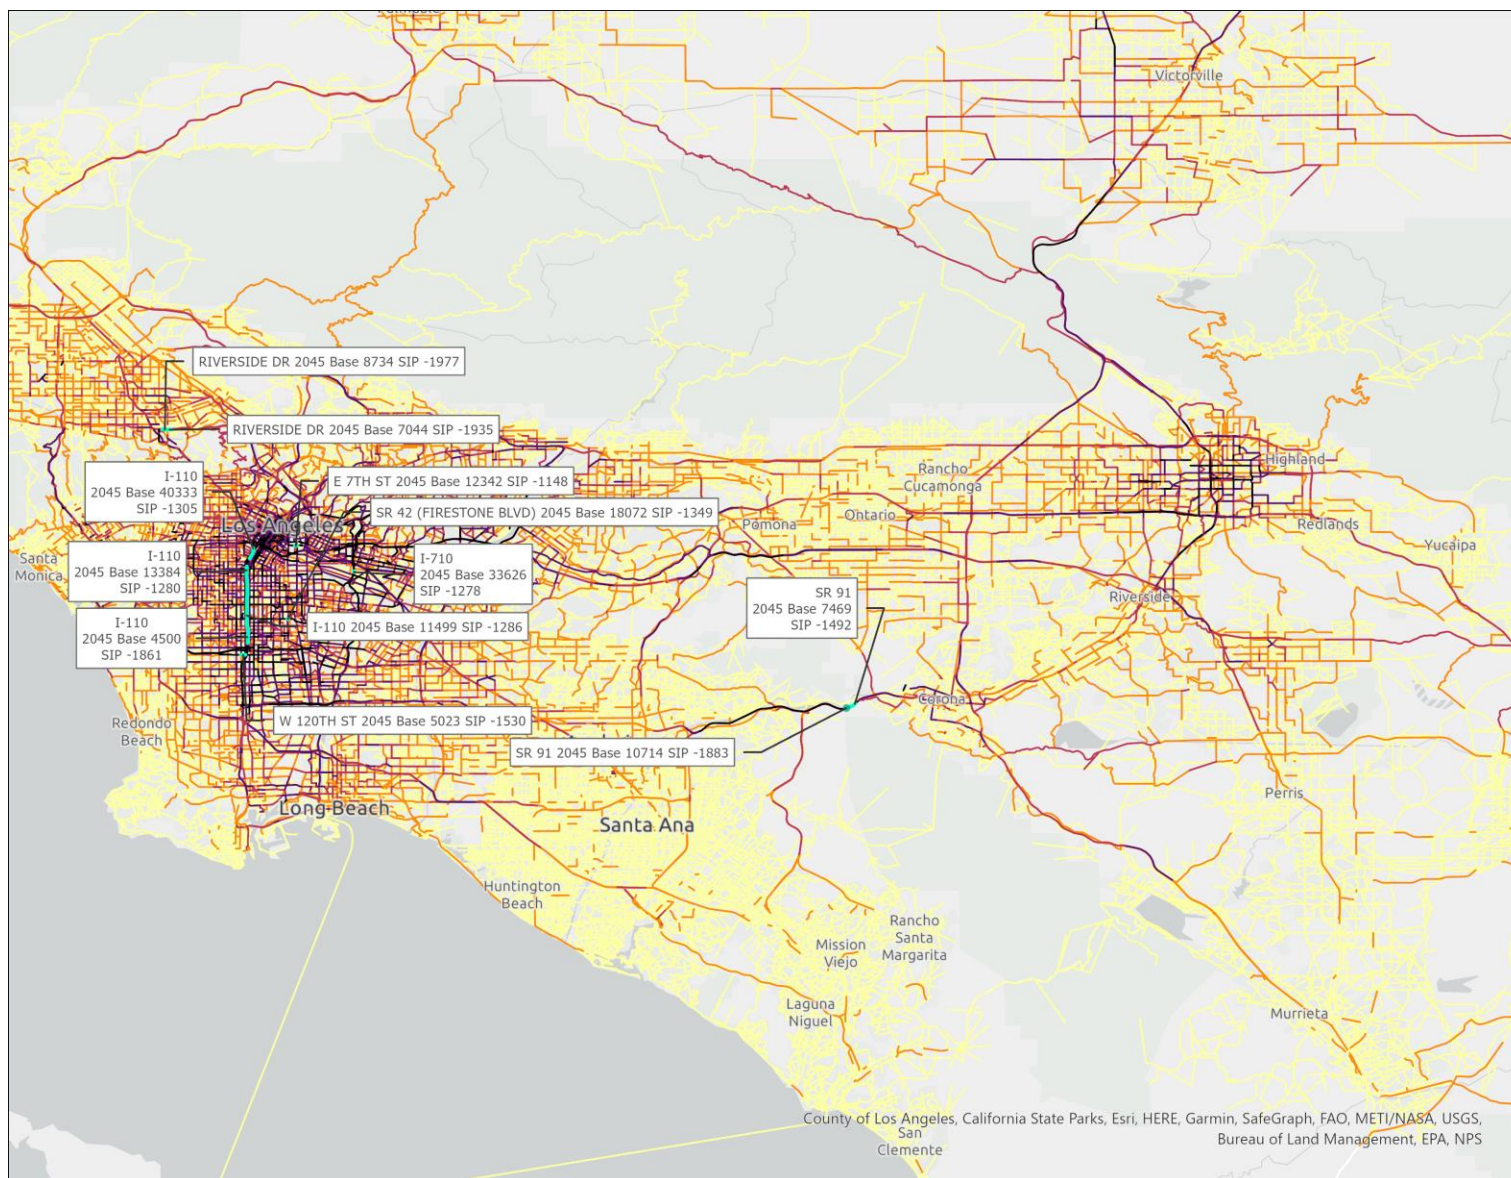 Victorville
RIVERSIDE DR 2045 Base 8734 SIP -1977
RIVERSIDE DR 2045 Base 7044 SIP -1935
I-110
2045 Base 40333
SIP -1305
E 7TH ST 2045 Base 12342 SIP -1148
SR 42 (FIRESTONE BLVD) 2045 Base 18072 SIP -1349
Los Angeles
Rancho
Cucamonga
Highland
Pomona
Ontario
Redlands
Yucaipa
Santa
Monica
I-110
2045 Base 13384
SIP -1280
I-710
2045 Base 33626
SIP -1278
SR 91
2045 Base 7469
SIP -1492
Riverside
I-110
2045 Base 4500
SIP -1861
I-110 2045 Base 11499 SIP -1286
Corona
Redondo
Beach
W 120TH ST 2045 Base 5023 SIP -1530
SR 91 2045 Base 10714 SIP -1883
Perris
Long Beach
Santa Ana
Huntington
Beach
Rancho
Santa
Margarita
Mission
Viejo
Laguna
Niguel
Murrieta
County of Los Angeles, California State Parks, Esri, HERE, Garmin, SafeGraph, FAO, METI/NASA, USGS,
Bureau of Land Management, EPA, NPS
San
Clemente